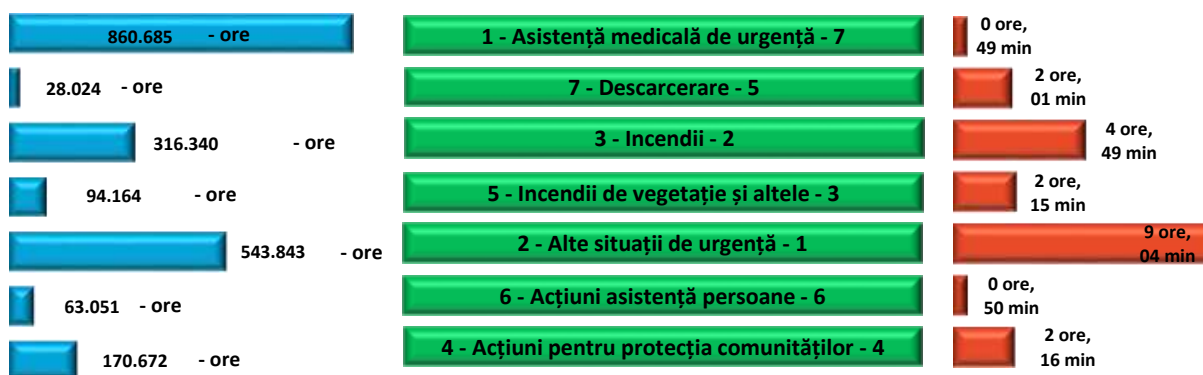 860.685 - ore
1 - Asistență medicală de urgență - 7
0 ore,
49 min
28.024 - ore
7 - Descarcerare - 5
2 ore,
01 min
316.340 - ore
3 - Incendii - 2
4 ore,
49 min
94.164 - ore
5 - Incendii de vegetație și altele - 3
2 ore,
15 min
543.843 - ore
2 - Alte situații de urgență - 1
9 ore,
04 min
63.051 - ore
6 - Acțiuni asistență persoane - 6
0 ore,
50 min
170.672 - ore
4 - Acțiuni pentru protecția comunităților - 4
2 ore,
16 min